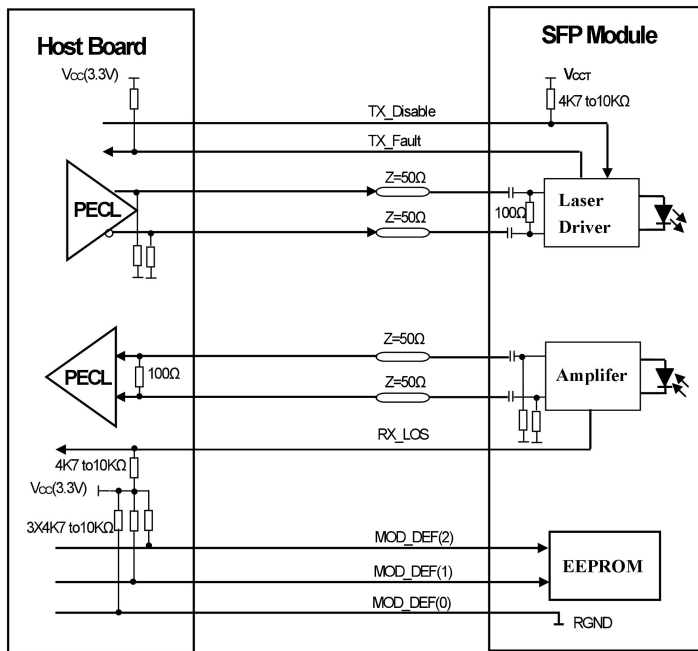 Host Board
SFP Module
VCC(3.3V)
VCCT
4K7 to10KΩ
TX_Disable
TX_Fault
PECL
Z=50Ω
Z=50Ω
100Ω
Laser
Driver
PECL
100Ω
Z=50Ω
Z=50Ω
Amplifer
RX_LOS
4K7 to10KΩ
VCC(3.3V)
3X4K7 to10KΩ
MOD_DEF(2)
MOD_DEF(1)
EEPROM
MOD_DEF(0)
RGND